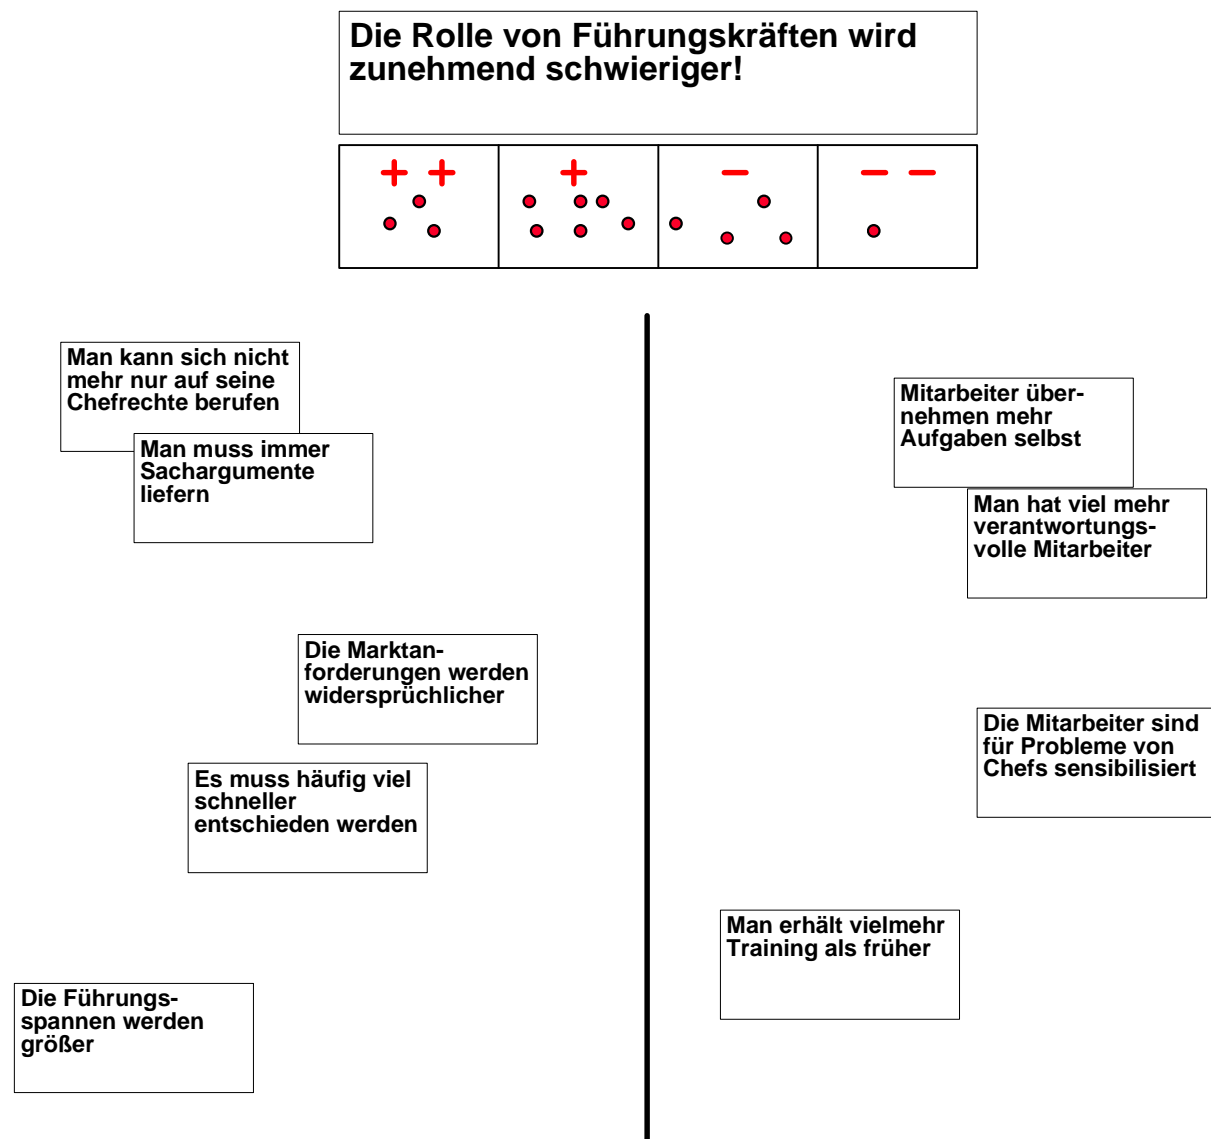 Die Rolle von Führungskräften wird
zunehmend schwieriger!
+ +
+
−
− −
Man kann sich nicht
mehr nur auf seine
Chefrechte berufen
Man muss immer
Sachargumente
liefern
Die Marktan-
forderungen werden
widersprüchlicher
Es muss häufig viel
schneller
entschieden werden
Die Führungs-
spannen werden
größer
Mitarbeiter über-
nehmen mehr
Aufgaben selbst
Man hat viel mehr
verantwortungs-
volle Mitarbeiter
Die Mitarbeiter sind
für Probleme von
Chefs sensibilisiert
Man erhält vielmehr
Training als früher